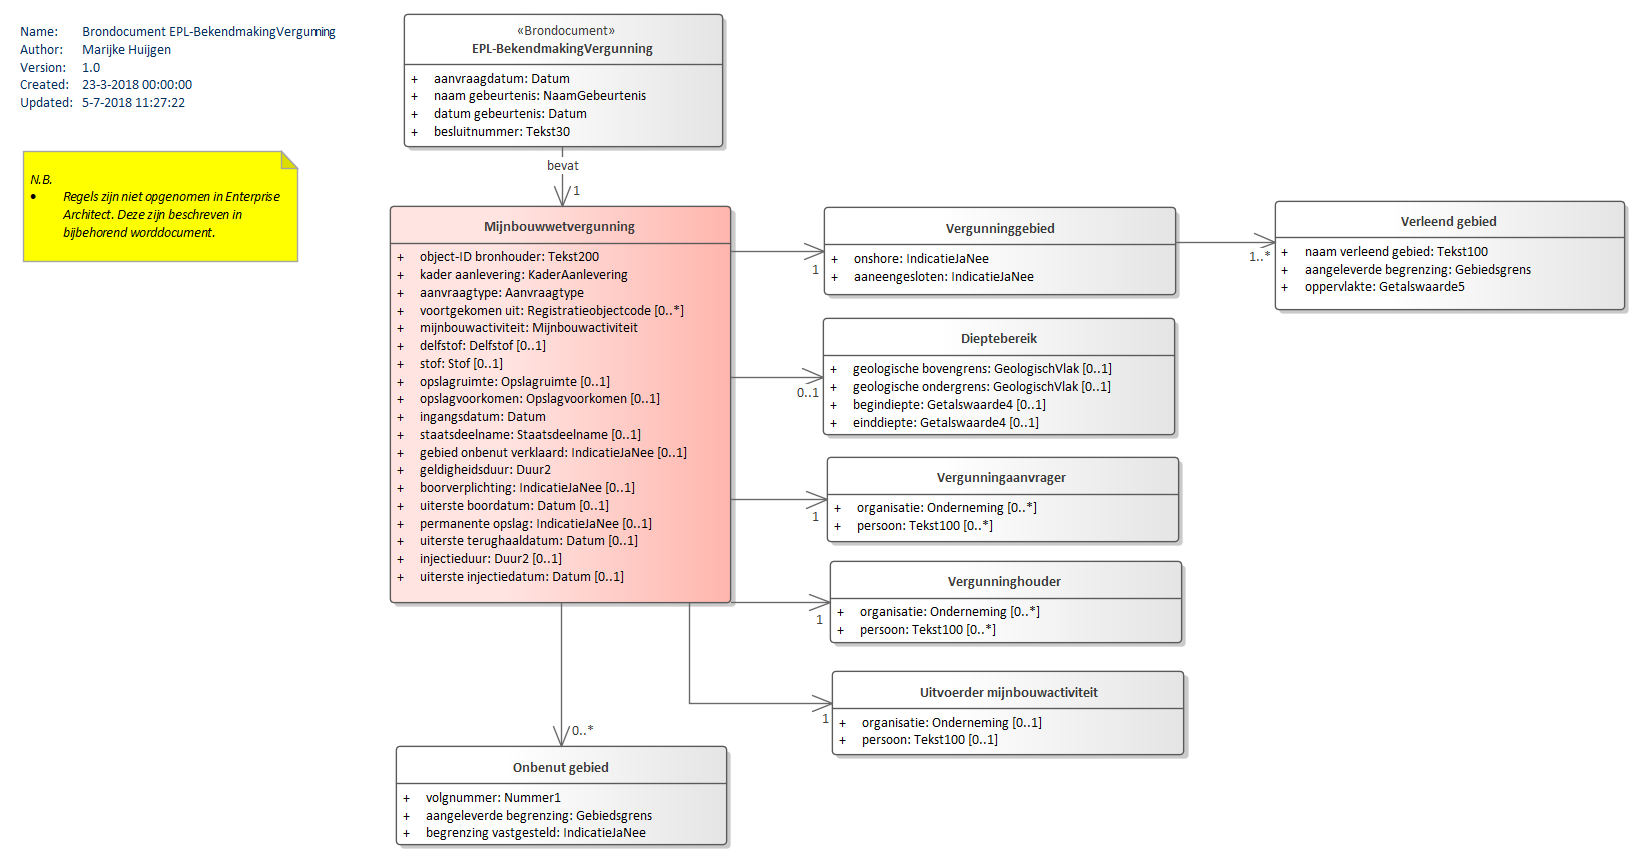 Name: Brondocument EPL-BekendmakingVergunning
Author: Marijke Huijgen
Version: 1.0
Created: 23-3-2018 00:00:00
Updated: 5-7-2018 11:27:22
N.B.
• Regels zijn niet opgenomen in Enterprise
Architect. Deze zijn beschreven in
bijbehorend worddocument.
«Brondocument»
EPL-BekendmakingVergunning
+ aanvraagdatum: Datum
+ naam gebeurtenis: NaamGebeurtenis
+ datum gebeurtenis: Datum
+ besluitnummer: Tekst30
bevat
1
Mijnbouwwetvergunning
+ object-ID bronhouder: Tekst200
+ kader aanlevering: KaderAanlevering
+ aanvraagtype: Aanvraagtype
+ voortgekomen uit: Registratieobjectcode [0..*]
+ mijnbouwactiviteit: Mijnbouwactiviteit
+ delfstof: Delfstof [0..1]
+ stof: Stof [0..1]
+ opslagruimte: Opslagruimte [0..1]
+ opslagvoorkomen: Opslagvoorkomen [0..1]
+ ingangsdatum: Datum
+ staatsdeelname: Staatsdeelname [0..1]
+ gebied onbenut verklaard: IndicatieJaNee [0..1]
+ geldigheidsduur: Duur2
+ boorverplichting: IndicatieJaNee [0..1]
+ uiterste boordatum: Datum [0..1]
+ permanente opslag: IndicatieJaNee [0..1]
+ uiterste terughaaldatum: Datum [0..1]
+ injectieduur: Duur2 [0..1]
+ uiterste injectiedatum: Datum [0..1]
1
Vergunninggebied
+ onshore: IndicatieJaNee
+ aaneengesloten: IndicatieJaNee
1..*
Verleend gebied
+ naam verleend gebied: Tekst100
+ aangeleverde begrenzing: Gebiedsgrens
+ oppervlakte: Getalswaarde5
0..1
Dieptebereik
+ geologische bovengrens: GeologischVlak [0..1]
+ geologische ondergrens: GeologischVlak [0..1]
+ begindiepte: Getalswaarde4 [0..1]
+ einddiepte: Getalswaarde4 [0..1]
1
Vergunningaanvrager
+ organisatie: Onderneming [0..*]
+ persoon: Tekst100 [0..*]
1
Vergunninghouder
+ organisatie: Onderneming [0..*]
+ persoon: Tekst100 [0..*]
1
Uitvoerder mijnbouwactiviteit
+ organisatie: Onderneming [0..1]
+ persoon: Tekst100 [0..1]
0..*
Onbenut gebied
+ volgnummer: Nummer1
+ aangeleverde begrenzing: Gebiedsgrens
+ begrenzing vastgesteld: IndicatieJaNee